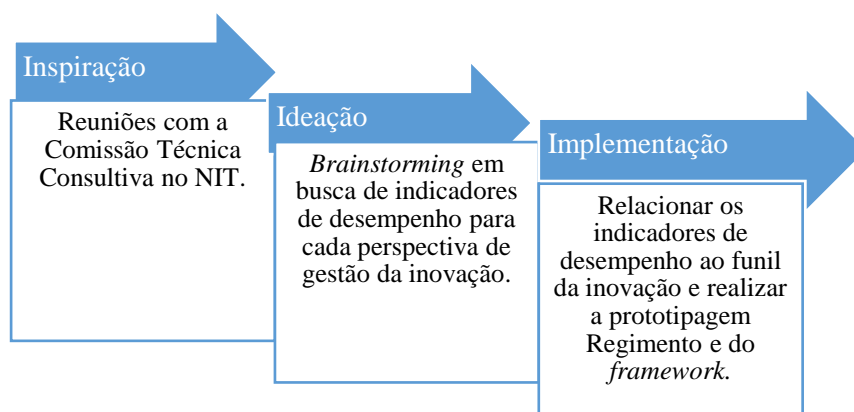 Inspiração
Reuniões com a
Comissão Técnica
Consultiva no NIT.
Ideação
Brainstorming em
busca de indicadores
de desempenho para
cada perspectiva de
gestão da inovação.
Implementação
Relacionar os
indicadores de
desempenho ao funil
da inovação e realizar
a prototipagem
Regimento e do
framework.